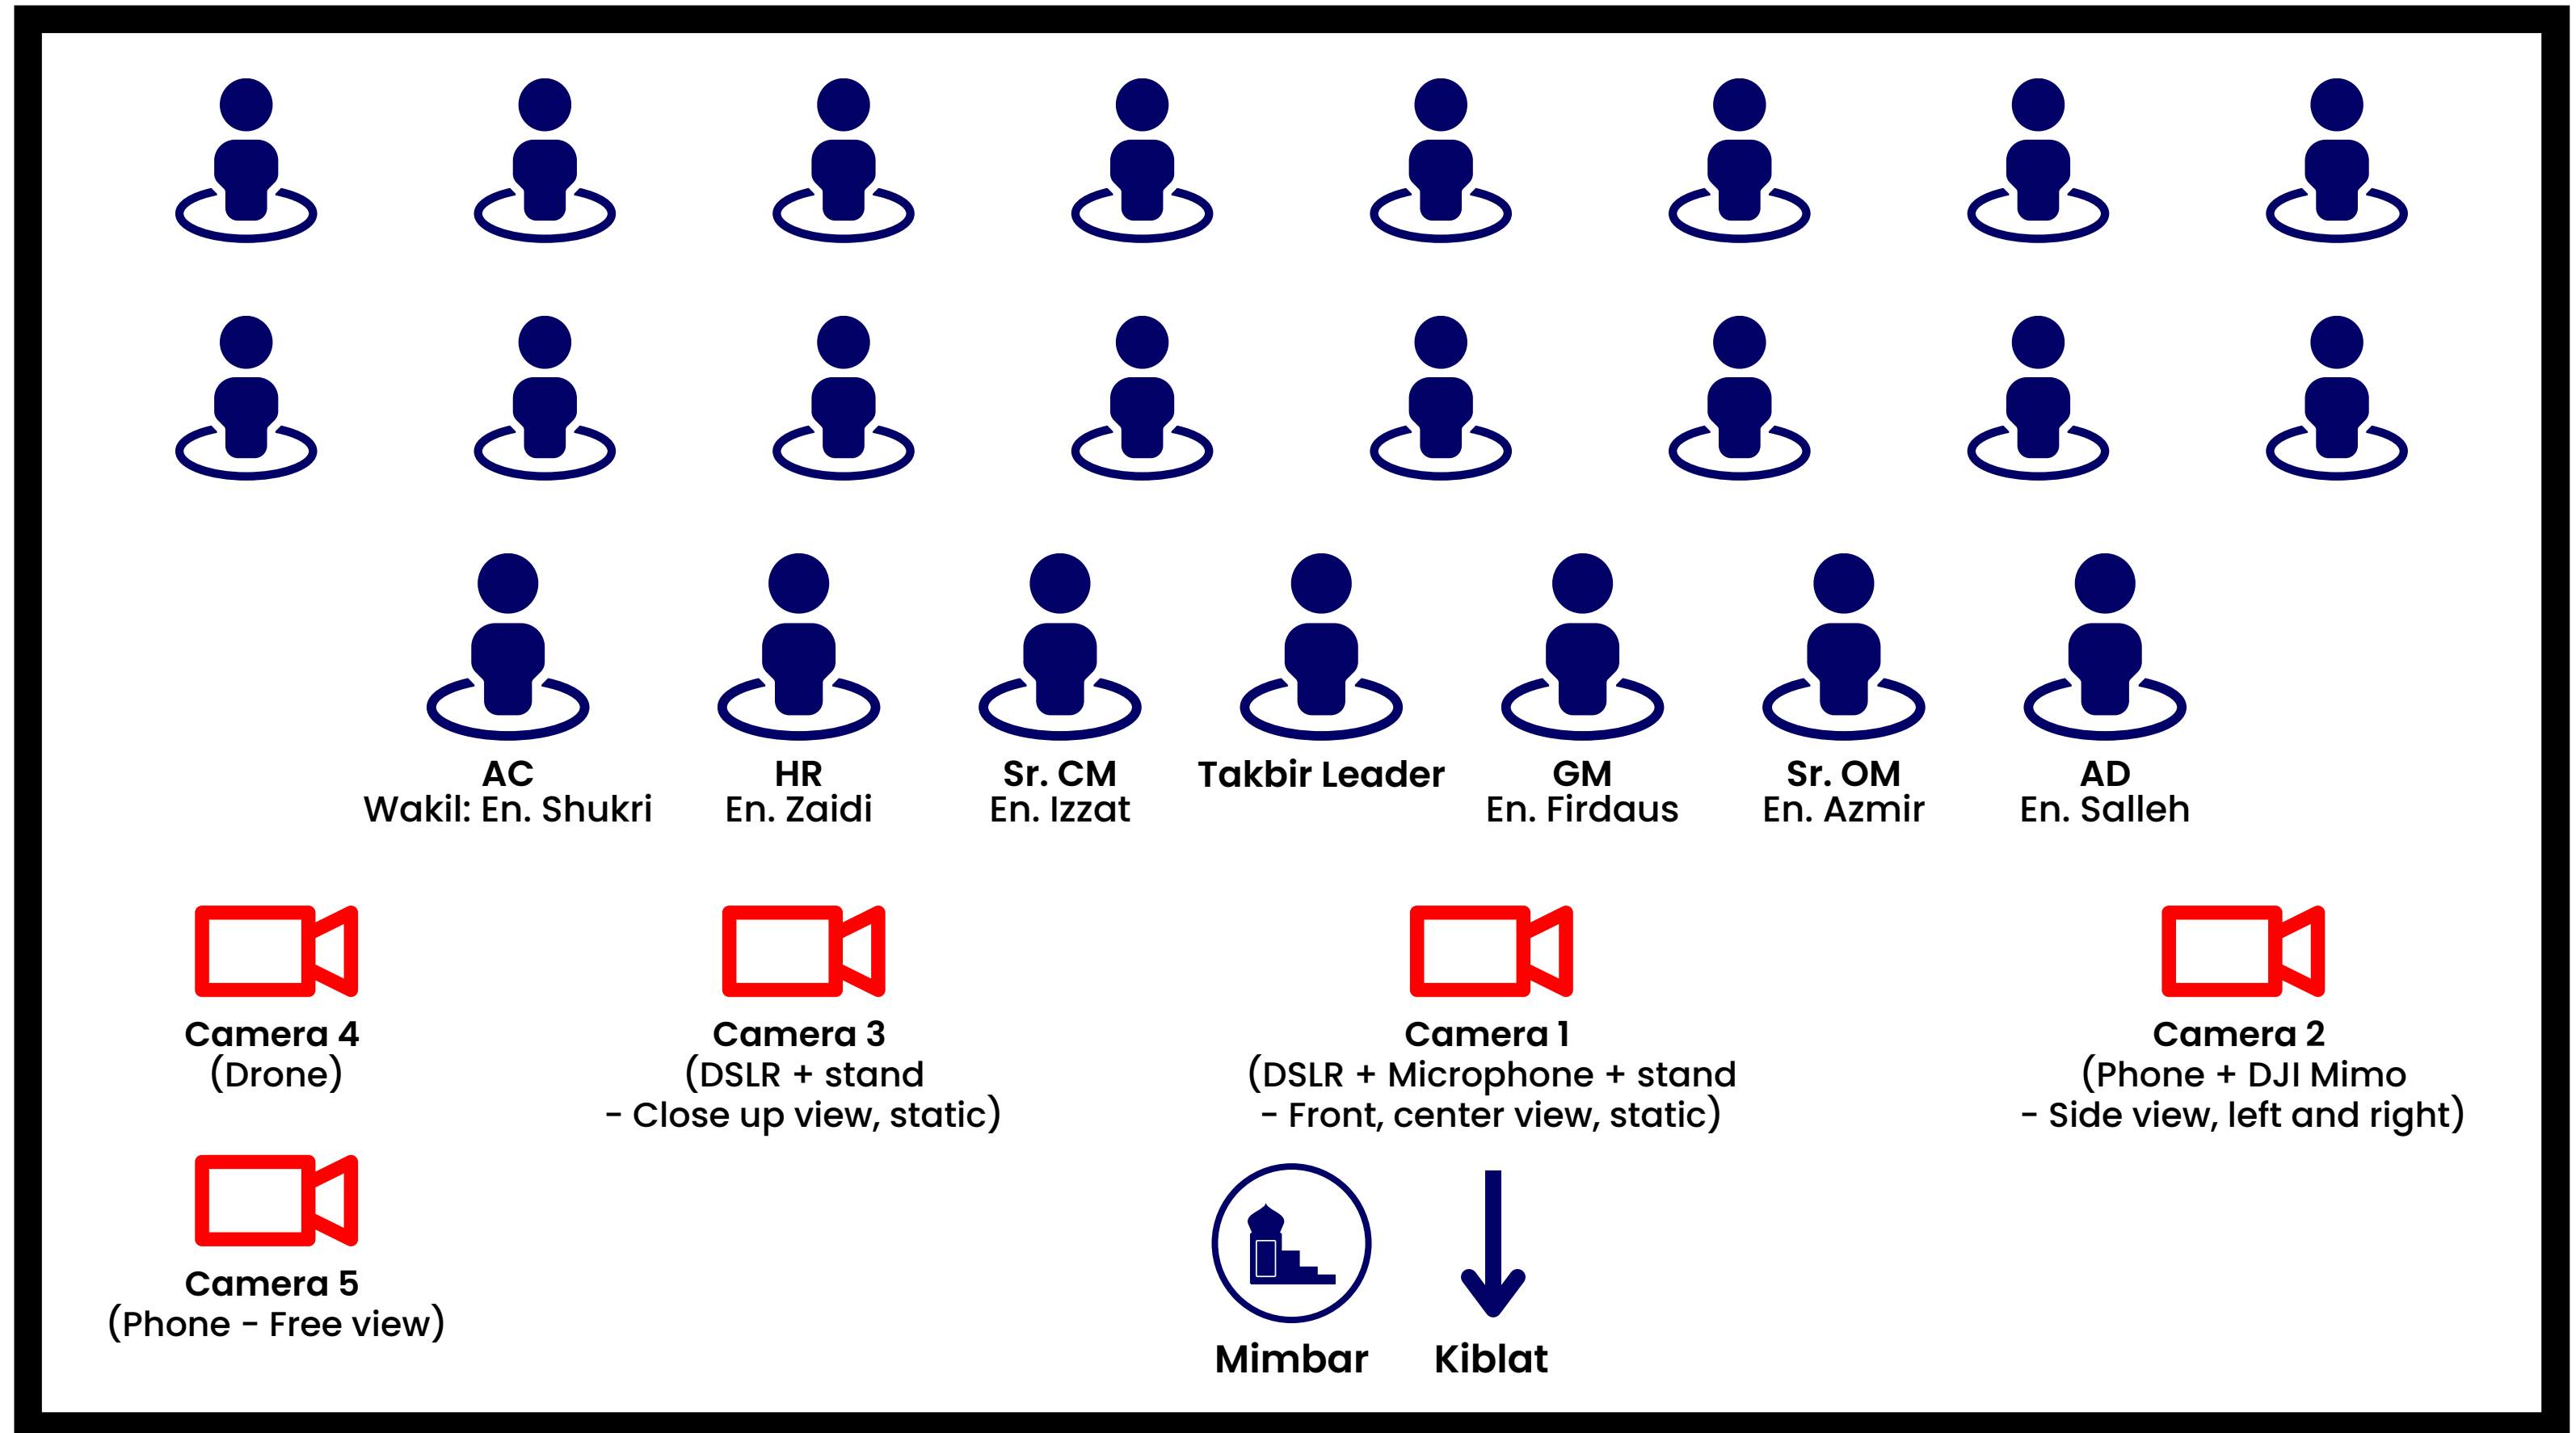 AC
Wakil: En. Shukri
HR
En. Zaidi
Sr. CM
En. Izzat
Takbir Leader
GM
En. Firdaus
Sr. OM
En. Azmir
AD
En. Salleh
Camera 4
(Drone)
Camera 3
(DSLR + stand
- Close up view, static)
Camera 1
(DSLR + Microphone + stand
- Front, center view, static)
Camera 2
(Phone + DJI Mimo
- Side view, left and right)
Camera 5
(Phone - Free view)
Mimbar
Kiblat